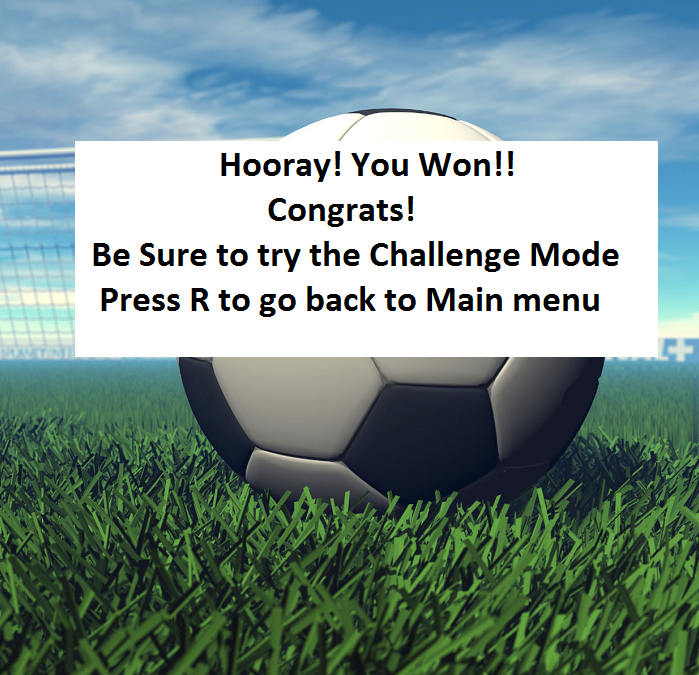 Hooray! You Won!!
Congrats!
Be Sure to try the Challenge Mode
Press R to go back to Main menu